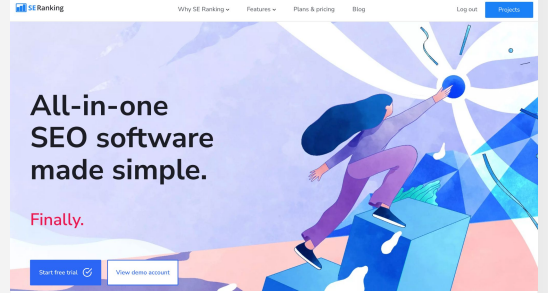 SE Ranking
Why SE Ranking
Features
Plans & pricing
Blog
Log out
Projects
All-in-one
SEO software
made simple.
Finally.
Start free trial
View demo account